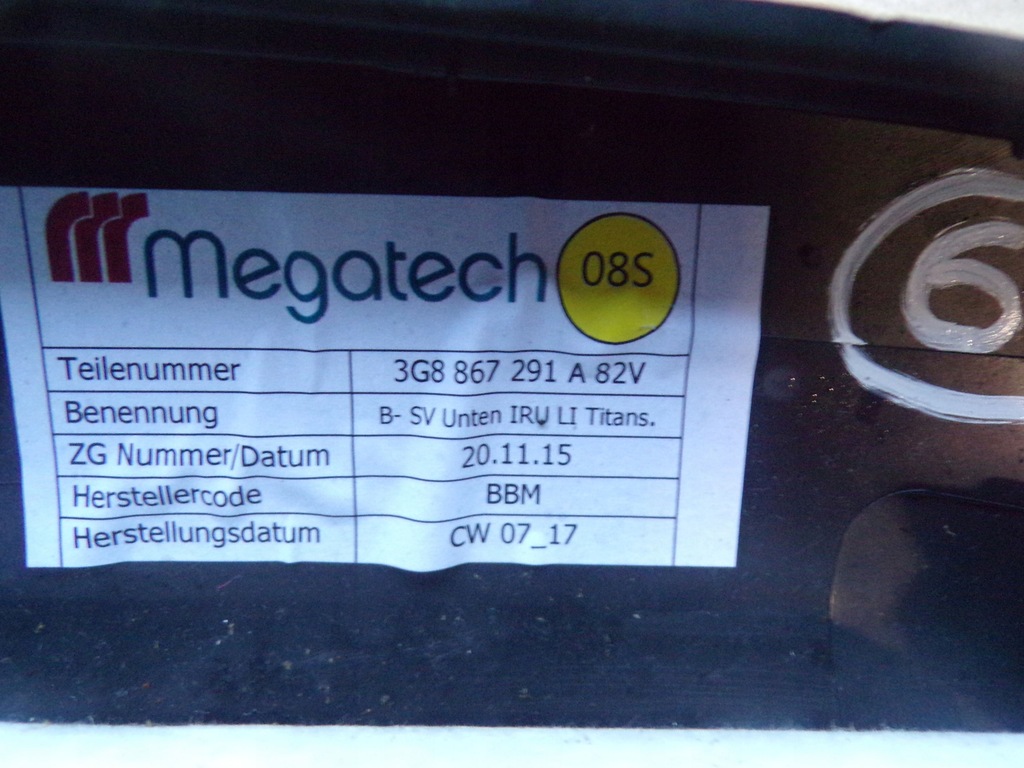 Megatech 08S
6
Teilenummer 3G8 867 291 A 82V
Benennung B- SV Unten IRU LI Titans.
ZG Nummer/Datum 20.11.15
Herstellercode BBM
Herstellungsdatum CW 07_17